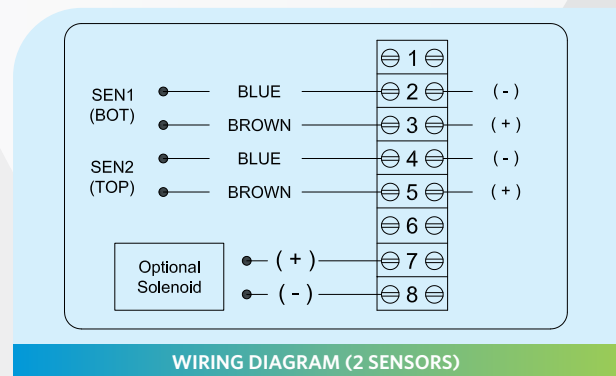 1
SEN1 BLUE 2 ( - )
(BOT)
BROWN 3 ( + )
BLUE 4 ( - )
SEN2
(TOP) BROWN 5 ( + )
6
Optional ( + ) 7
Solenoid ( - ) 8
WIRING DIAGRAM (2 SENSORS)